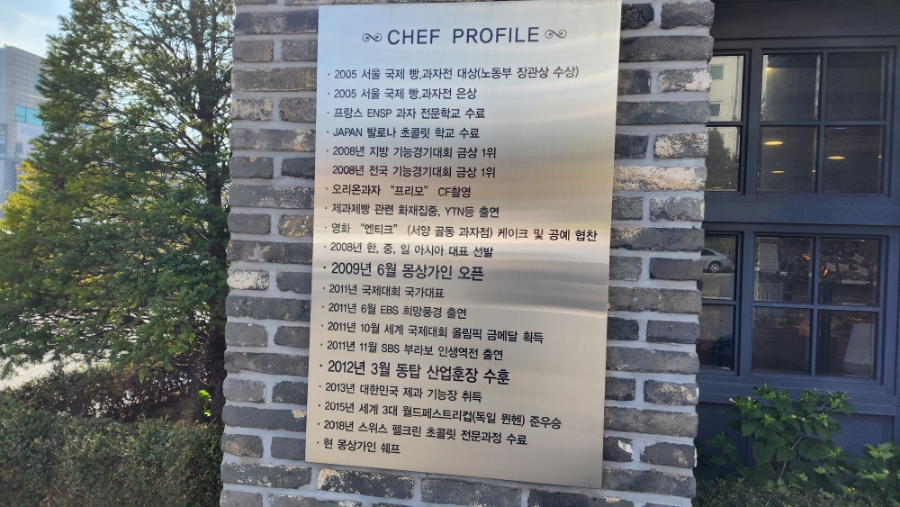 CHEF PROFILE
· 2005 서울 국제 빵,과자전 대상(노동부 장관상 수상)
· 2005 서울 국제 빵,과자전 은상
· 프랑스 ENSP 과자 전문학교 수료
· JAPAN 발로나 초콜릿 학교 수료
· 2008년 지방 기능경기대회 금상 1위
2008년 전국 기능경기대회 금상 1위
· 오리온과자 “프리모” CF촬영
· 제과제빵 관련 화재집중, YTN등 출연
· 영화 “엔티크” (서양 골동 과자점) 케이크 및 공예 협찬
· 2008년 한, 중, 일 아시아 대표 선발
· 2009년 6월 몽상가인 오픈
· 2011년 국제대회 국가대표
· 2011년 6월 EBS 희망풍경 출연
· 2011년 10월 세계 국제대회 올림픽 금메달 획득
· 2011년 11월 SBS 부라보 인생역전 출연
· 2012년 3월 동탑 산업훈장 수훈
· 2013년 대한민국 제과 기능장 취득
· 2015년 세계 3대 월드페스트리컵(독일 뮌헨) 준우승
· 2018년 스위스 펠크린 초콜릿 전문과정 수료
· 현 몽상가인 쉐프